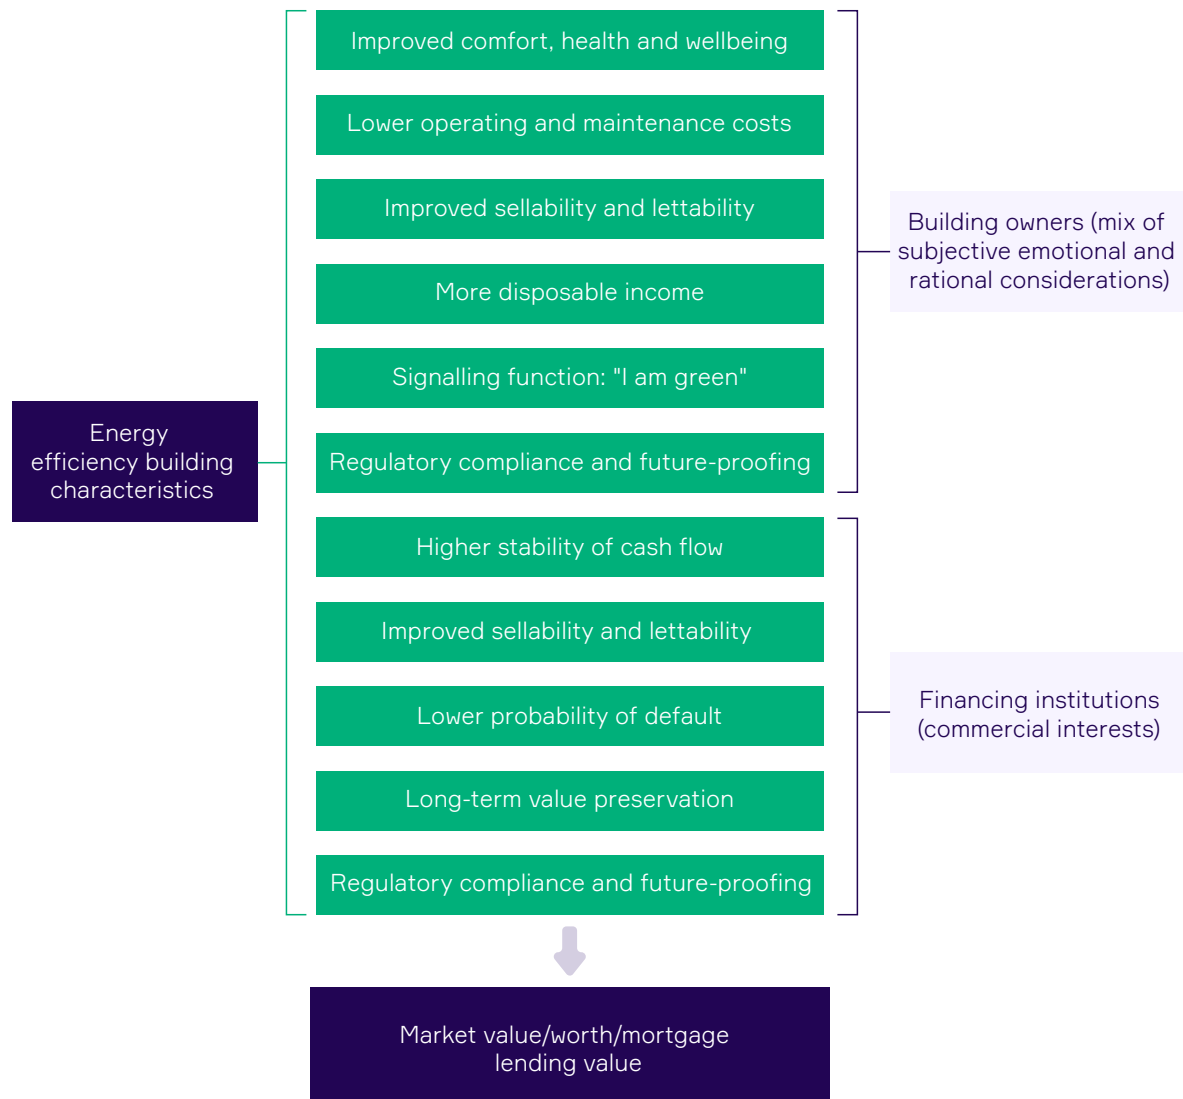 Improved comfort, health and wellbeing
Lower operating and maintenance costs
Improved sellability and lettability
More disposable income
Signalling function: "I am green"
Regulatory compliance and future-proofing
Higher stability of cash flow
Improved sellability and lettability
Lower probability of default
Long-term value preservation
Regulatory compliance and future-proofing
Energy
efficiency building
characteristics
Building owners (mix of
subjective emotional and
rational considerations)
Financing institutions
(commercial interests)
Market value/worth/mortgage
lending value